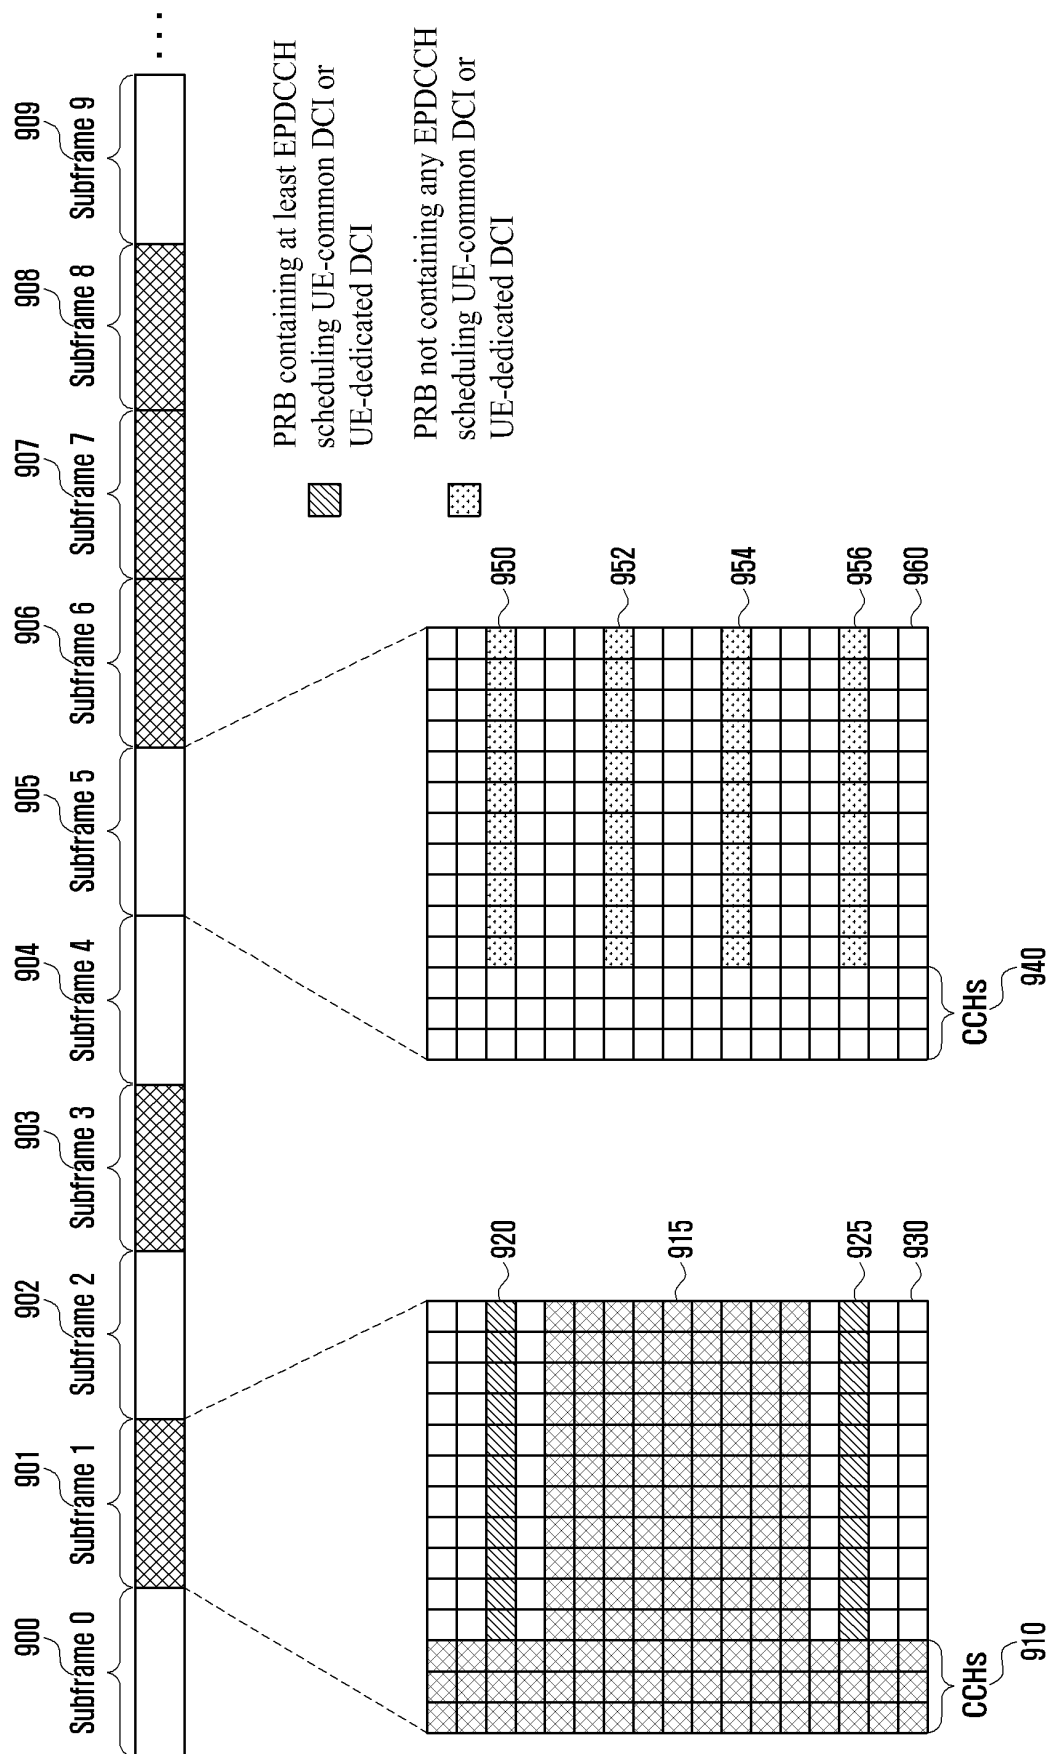 900
901
902
903
904
905
906
907
908
909
Subframe 0
Subframe 1
Subframe 2
Subframe 3
Subframe 4
Subframe 5
Subframe 6
Subframe 7
Subframe 8
Subframe 9
...
PRB containing at least EPDCCH
scheduling UE-common DCI or
UE-dedicated DCI
PRB not containing any EPDCCH
scheduling UE-common DCI or
UE-dedicated DCI
920
915
925
930
CCHs
910
950
952
954
956
960
CCHs
940